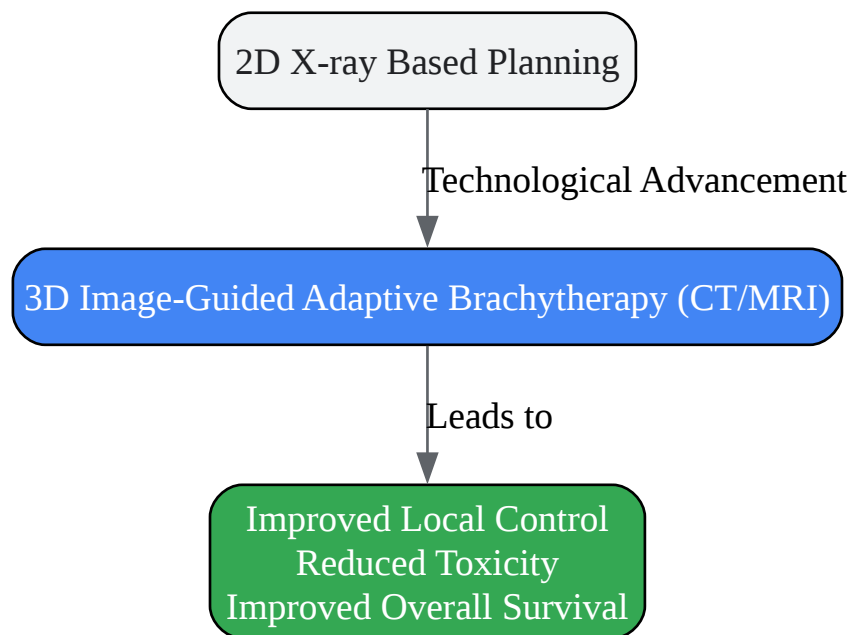 2D X-ray Based Planning
Technological Advancement
3D Image-Guided Adaptive Brachytherapy (CT/MRI)
Leads to
Improved Local Control
Reduced Toxicity
Improved Overall Survival